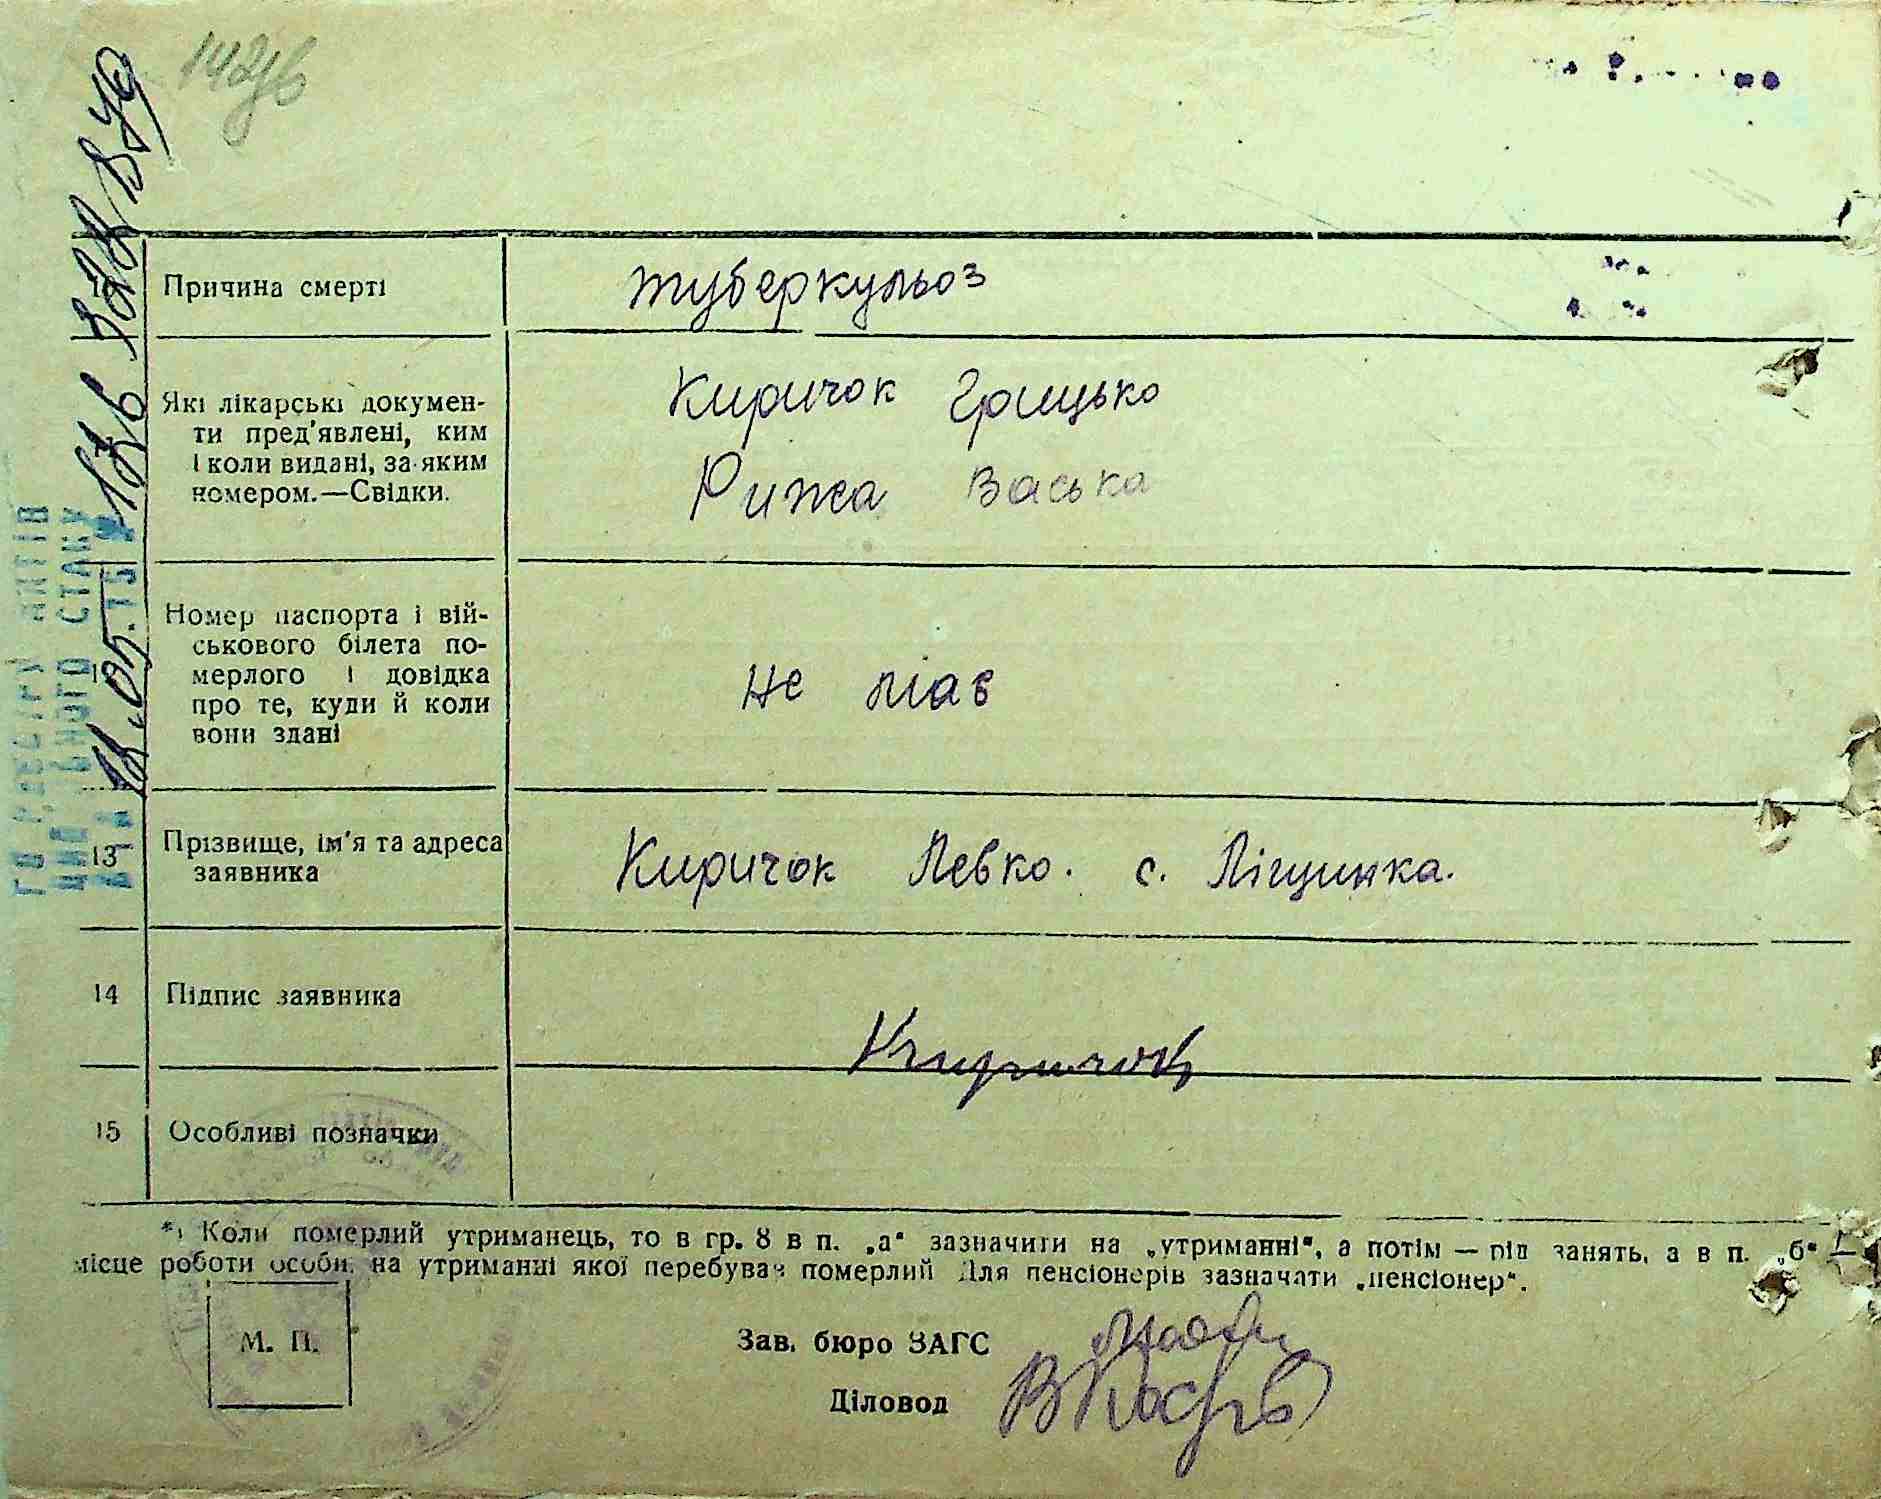 Причина смерті
туберкульоз
Які лікарські докумен-
ти пред'явлені, ким
і коли видані, за яким
номером.—Свідки.
Киричок Грицько
Рижа Васька
Номер паспорта і вій-
ськового білета по-
мерлого і довідка
про те, куди й коли
вони здані
не має
13 Прізвище, ім'я та адреса
заявника
Киричок Левко. с. Ліщинка.
14 Підпис заявника
Киричок
15 Особливі позначки
*) Коли померлий утриманець, то в гр. 8 в п. „а“ зазначити на „утриманні“, а потім — під занять, а в п. „б“ —
місце роботи особи, на утриманні якої перебував померлий Для пенсіонерів зазначати „пенсіонер“.
М. П.
Зав. бюро ЗАГС
Діловод